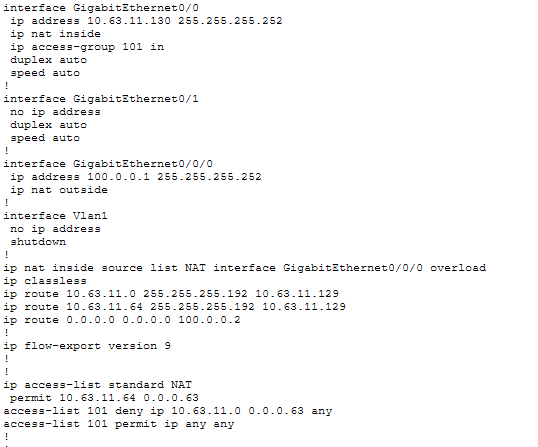 interface GigabitEthernet0/0
ip address 10.63.11.130 255.255.255.252
ip nat inside
ip access-group 101 in
duplex auto
speed auto
!
interface GigabitEthernet0/1
no ip address
duplex auto
speed auto
!
interface GigabitEthernet0/0/0
ip address 100.0.0.1 255.255.255.252
ip nat outside
!
interface Vlan1
no ip address
shutdown
!
ip nat inside source list NAT interface GigabitEthernet0/0/0 overload
ip classless
ip route 10.63.11.0 255.255.255.192 10.63.11.129
ip route 10.63.11.64 255.255.255.192 10.63.11.129
ip route 0.0.0.0 0.0.0.0 100.0.0.2
!
ip flow-export version 9
!
!
ip access-list standard NAT
permit 10.63.11.64 0.0.0.63
access-list 101 deny ip 10.63.11.0 0.0.0.63 any
access-list 101 permit ip any any
!
!